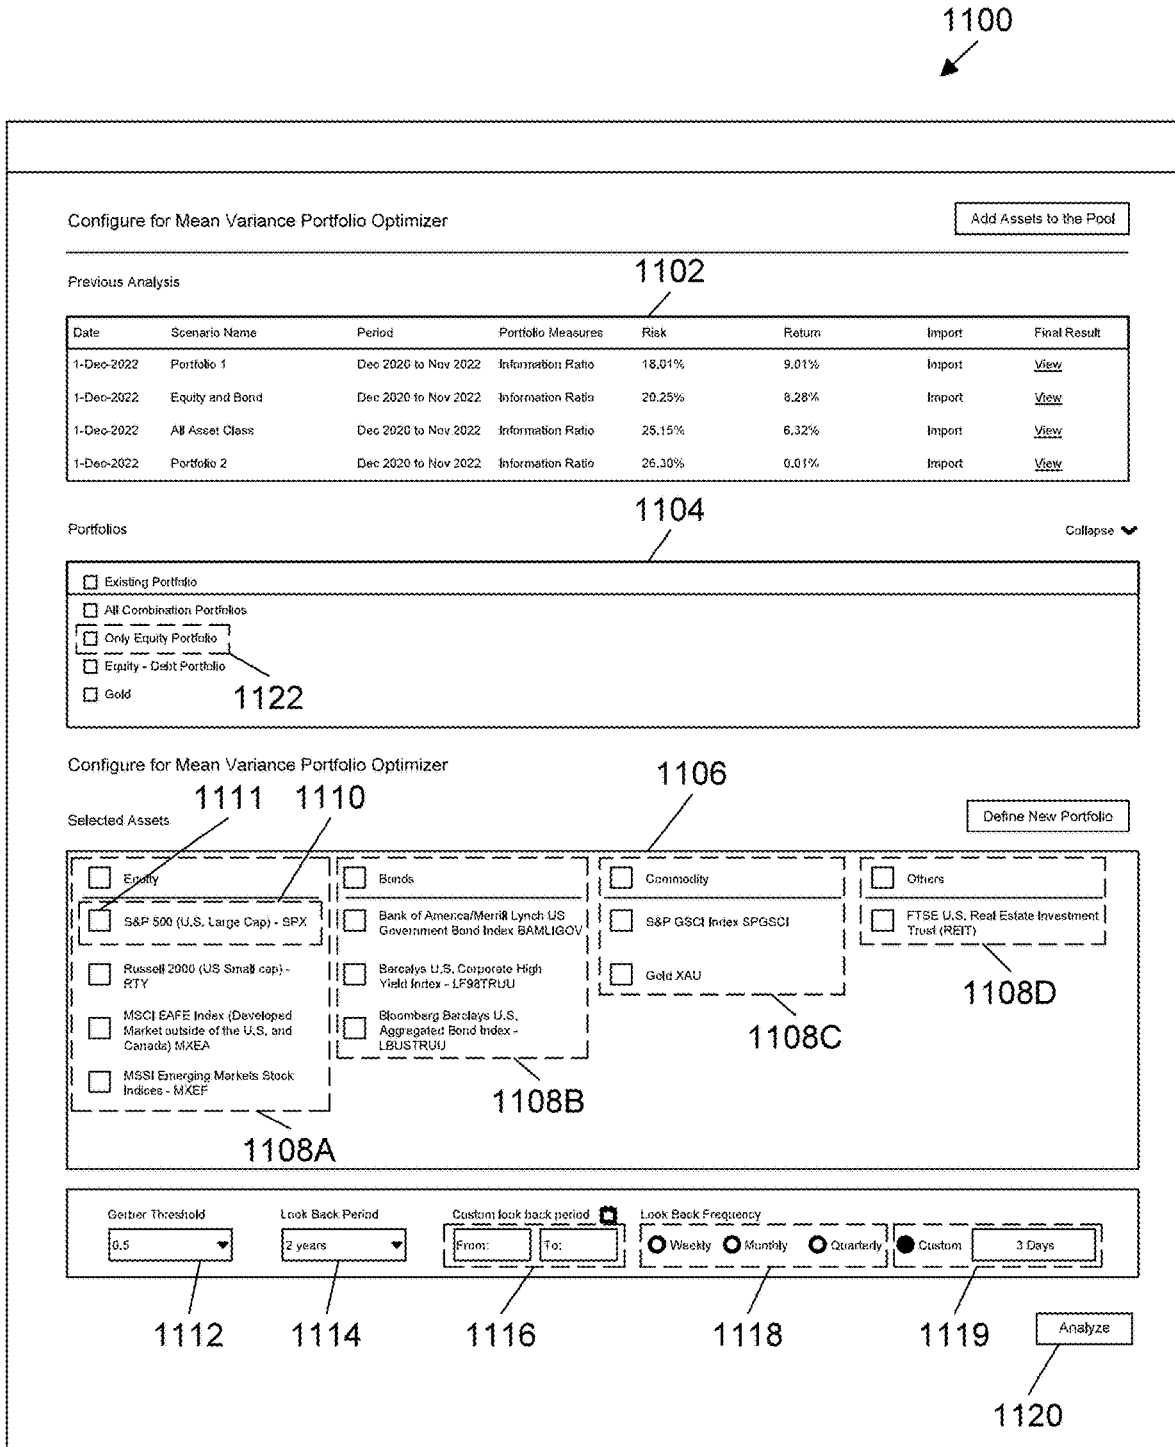 1100
Configure for Mean Variance Portfolio Optimizer
Add Assets to the Pool
Previous Analysis
1102
Date Scenario Name Period Portfolio Measures Risk Return Import Final Result
1-Dec-2022 Portfolio 1 Dec 2020 to Nov 2022 Information Ratio 18.01% 9.01% Import View
1-Dec-2022 Equity and Bond Dec 2020 to Nov 2022 Information Ratio 20.25% 8.28% Import View
1-Dec-2022 All Asset Class Dec 2020 to Nov 2022 Information Ratio 25.15% 6.32% Import View
1-Dec-2022 Portfolio 2 Dec 2020 to Nov 2022 Information Ratio 26.30% 0.01% Import View
1104
Portfolios
Collapse
Existing Portfolio
All Combination Portfolios
Only Equity Portfolio
Equity - Debt Portfolio
Gold
1122
Configure for Mean Variance Portfolio Optimizer
1106
1111 1110
Selected Assets
Define New Portfolio
Equity
S&P 500 (U.S. Large Cap) - SPX
Russell 2000 (US Small cap) -
RTY
MSCI EAFE Index (Developed
Market outside of the U.S. and
Canada) MXEA
MSSI Emerging Markets Stock
Indices - MXEF
1108A
Bonds
Bank of America/Merrill Lynch US
Government Bond Index BAMLIGOV
Barcalys U.S. Corporate High
Yield Index - LF98TRUU
Bloomberg Barclays U.S.
Aggregated Bond Index -
LBUSTRUU
1108B
Commodity
S&P GSCI Index SPGSCI
Gold XAU
1108C
Others
FTSE U.S. Real Estate Investment
Trust (REIT)
1108D
Gerber Threshold
0.5
Look Back Period
2 years
Custom look back period
From: To:
Look Back Frequency
Weekly Monthly Quarterly Custom 3 Days
1112 1114 1116 1118 1119
Analyze
1120